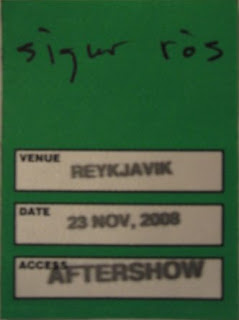 sigur rós
VENUE
REYKJAVIK
DATE
23 NOV, 2008
ACCESS
AFTERSHOW